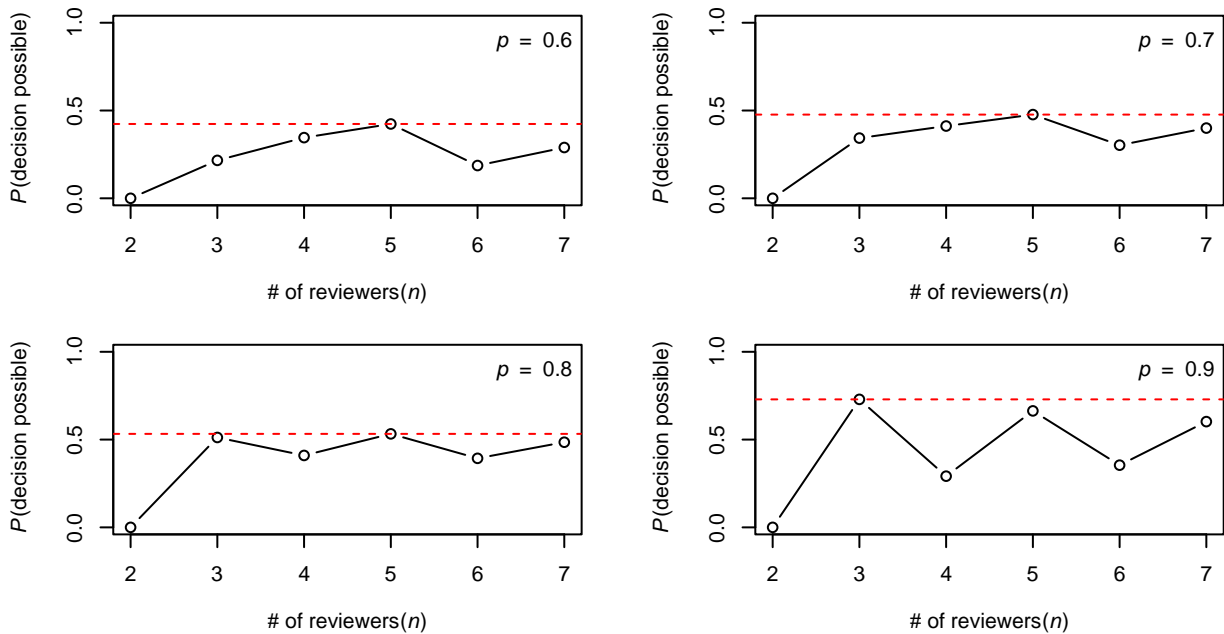 P(decision possible)
1.0
0.5
0.0
p = 0.6
2 3 4 5 6 7
# of reviewers(n)
P(decision possible)
1.0
0.5
0.0
p = 0.7
2 3 4 5 6 7
# of reviewers(n)
P(decision possible)
1.0
0.5
0.0
p = 0.8
2 3 4 5 6 7
# of reviewers(n)
P(decision possible)
1.0
0.5
0.0
p = 0.9
2 3 4 5 6 7
# of reviewers(n)